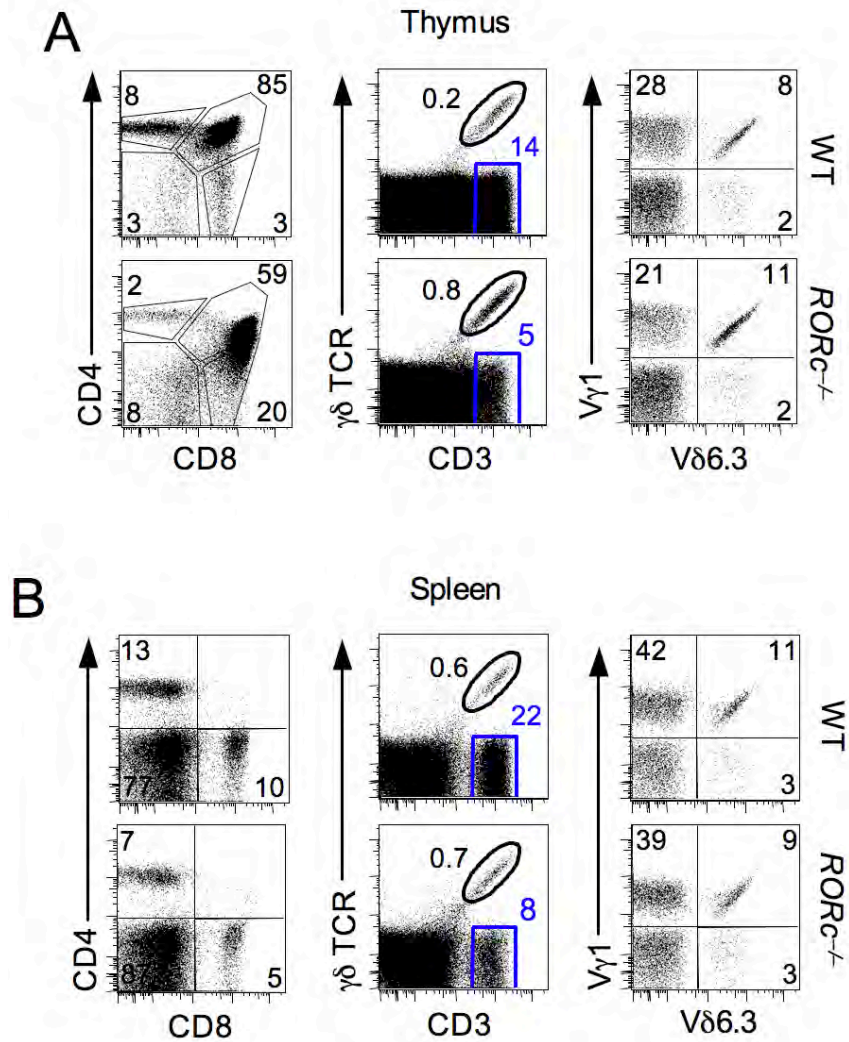 A
Thymus
8
85
3
3
0.2
14
28
8
2
WT
2
59
8
20
0.8
5
21
11
2
RORc–/–
CD4
γδ TCR
Vγ1
CD8
CD3
Vδ6.3
B
Spleen
13
77
10
0.6
22
42
11
3
WT
7
87
5
0.7
8
39
9
3
RORc–/–
CD4
γδ TCR
Vγ1
CD8
CD3
Vδ6.3